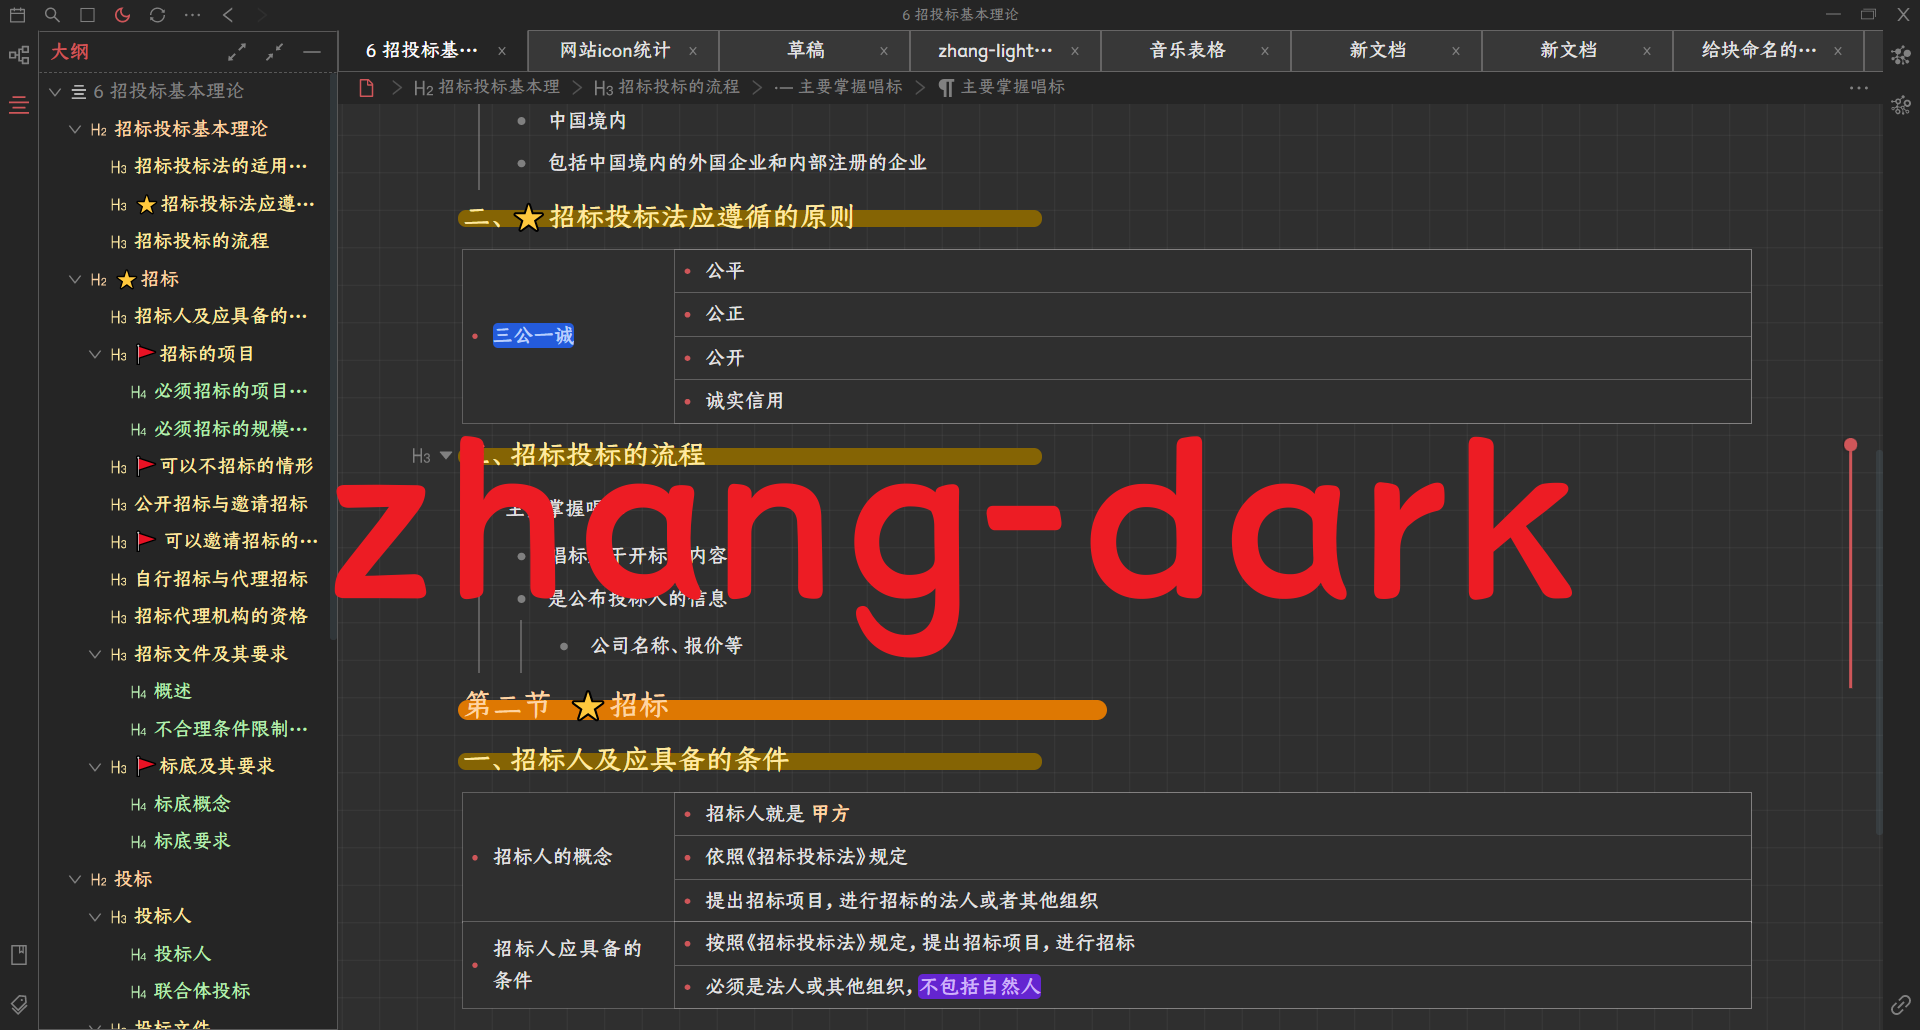 6 招投标基本理论
大纲
6 招投标基···
网站icon统计
草稿
zhang-light···
音乐表格
新文档
新文档
给块命名的···
H2 招标投标基本理
H3 招标投标的流程
主要掌握唱标
主要掌握唱标
6 招投标基本理论
H2 招标投标基本理论
H3 招标投标法的适用···
H3 ⭐招标投标法应遵···
H3 招标投标的流程
H2 ⭐招标
H3 招标人及应具备的···
H3 🚩招标的项目
H4 必须招标的项目···
H4 必须招标的规模···
H3 🚩可以不招标的情形
H3 公开招标与邀请招标
H3 🚩 可以邀请招标的···
H3 自行招标与代理招标
H3 招标代理机构的资格
H3 招标文件及其要求
H4 概述
H4 不合理条件限制···
H3 🚩标底及其要求
H4 标底概念
H4 标底要求
H2 投标
H3 投标人
H4 投标人
H4 联合体投标
H3 投标文件
中国境内
包括中国境内的外国企业和内部注册的企业
二、⭐招标投标法应遵循的原则
三公一诚
公平
公正
公开
诚实信用
H3
、招标投标的流程
主 掌握唱
唱标 于开标 内容
是公布投标人的信息
公司名称、报价等
zhang-dark
第二节 ⭐招标
一、招标人及应具备的条件
招标人的概念
招标人就是 甲方
依照《招标投标法》规定
提出招标项目, 进行招标的法人或者其他组织
招标人应具备的
条件
按照《招标投标法》规定, 提出招标项目, 进行招标
必须是法人或其他组织, 不包括自然人